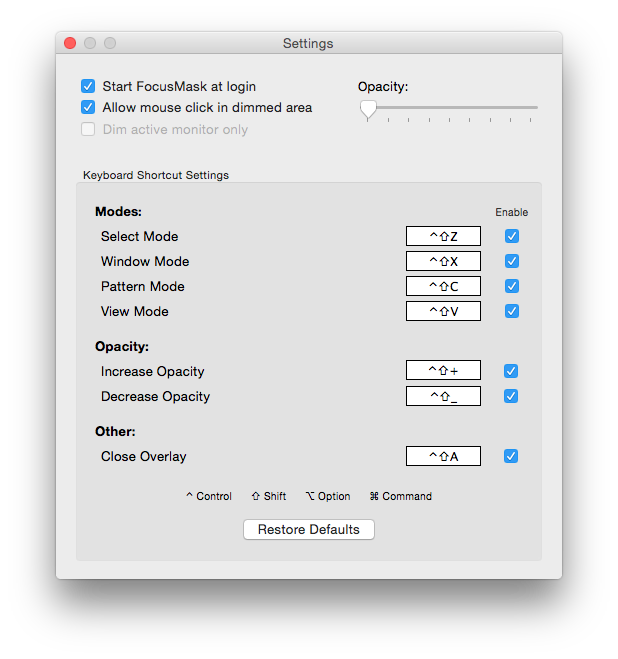 Settings
Start FocusMask at login
Opacity:
Allow mouse click in dimmed area
Dim active monitor only
Keyboard Shortcut Settings
Modes:
Enable
Select Mode ^⇧Z
Window Mode ^⇧X
Pattern Mode ^⇧C
View Mode ^⇧V
Opacity:
Increase Opacity ^⇧+
Decrease Opacity ^⇧_
Other:
Close Overlay ^⇧A
^ Control ⇧ Shift ⌥ Option ⌘ Command
Restore Defaults